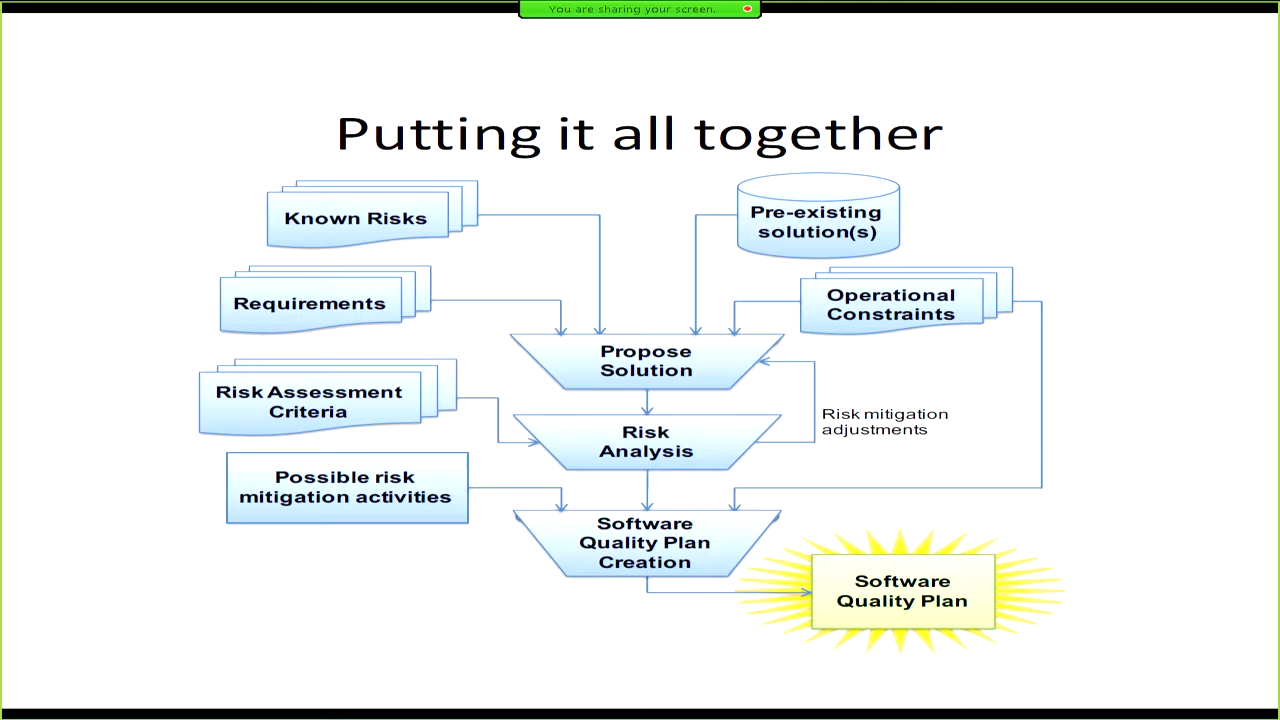 You are sharing your screen.
Putting it all together
Known Risks
Pre-existing
solution(s)
Requirements
Operational
Constraints
Propose
Solution
Risk Assessment
Criteria
Risk mitigation
adjustments
Risk
Analysis
Possible risk
mitigation activities
Software
Quality Plan
Creation
Software
Quality Plan